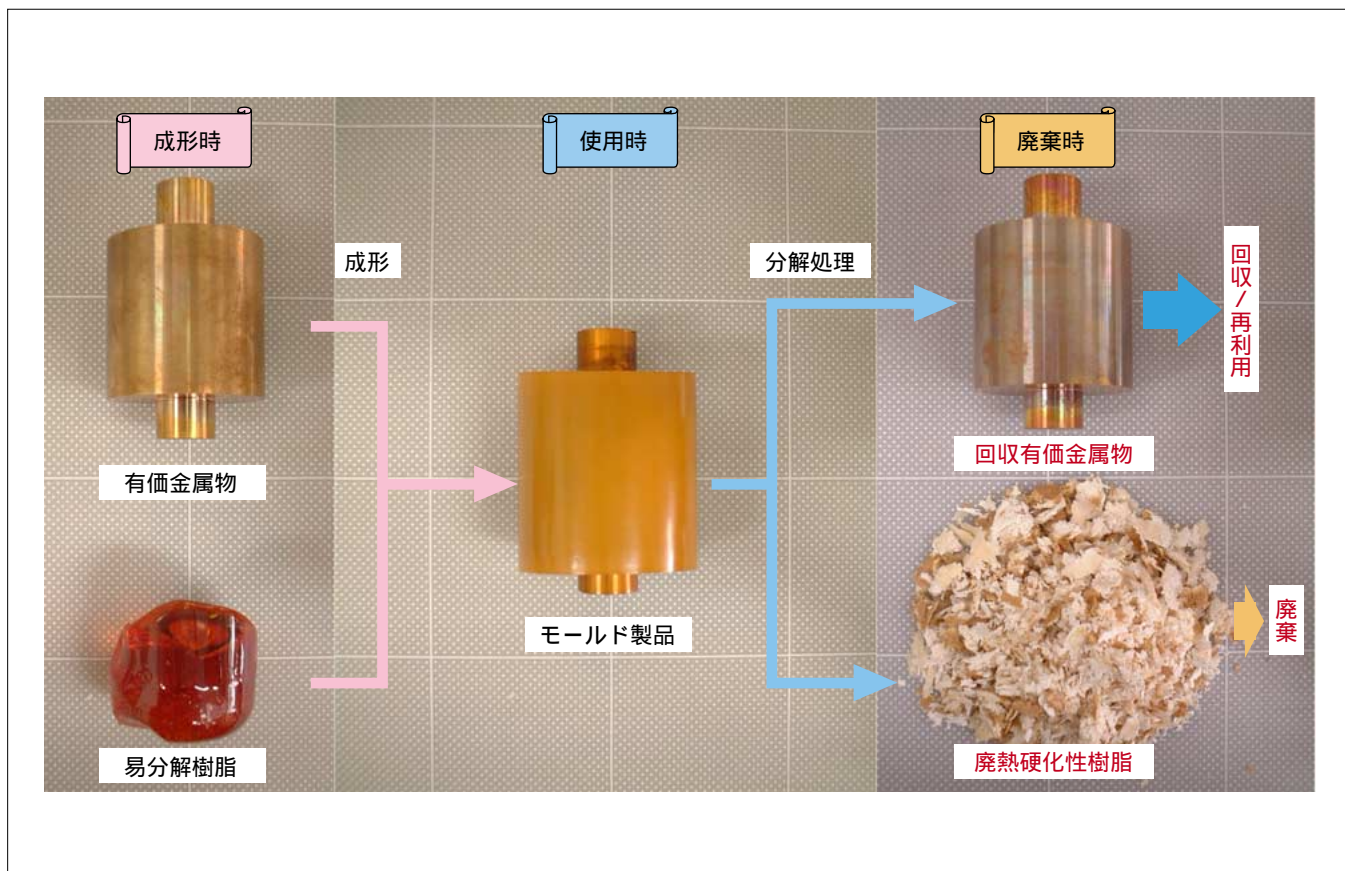 成形時
使用時
廃棄時
成形
分解処理
回収/再利用
有価金属物
回収有価金属物
モールド製品
廃棄
易分解樹脂
廃熱硬化性樹脂